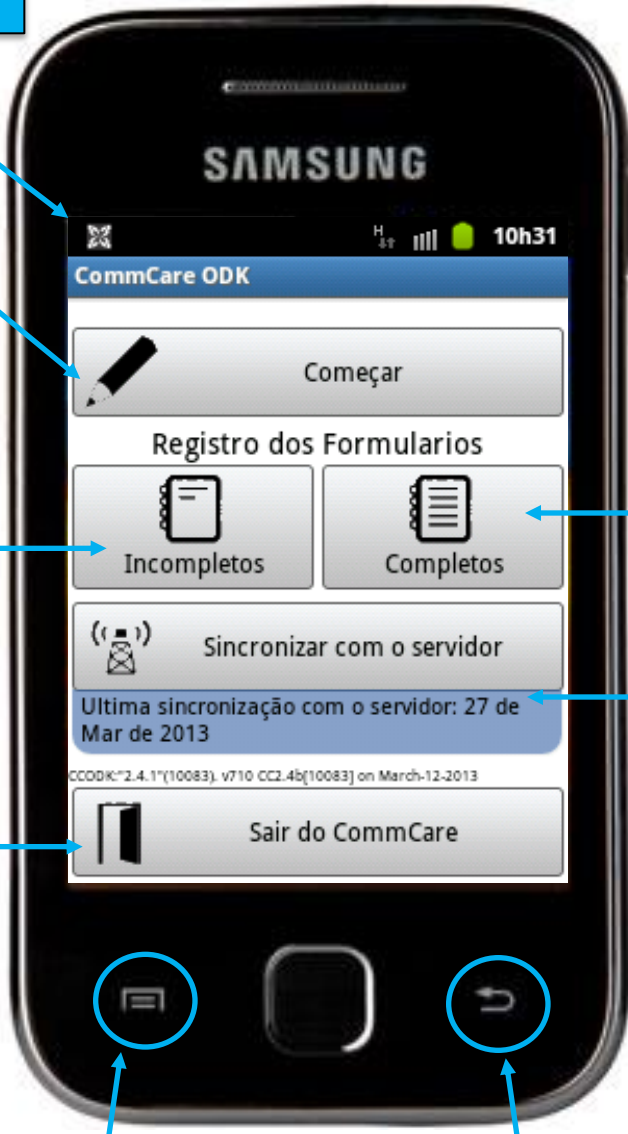 SAMSUNG
H
10h31
CommCare ODK
Começar
Registro dos Formularios
Incompletos
Completos
Sincronizar com o servidor
Ultima sincronização com o servidor: 27 de
Mar de 2013
CCODK:"2.4.1"(10083). v710 CC2.4b[10083] on March-12-2013
Sair do CommCare